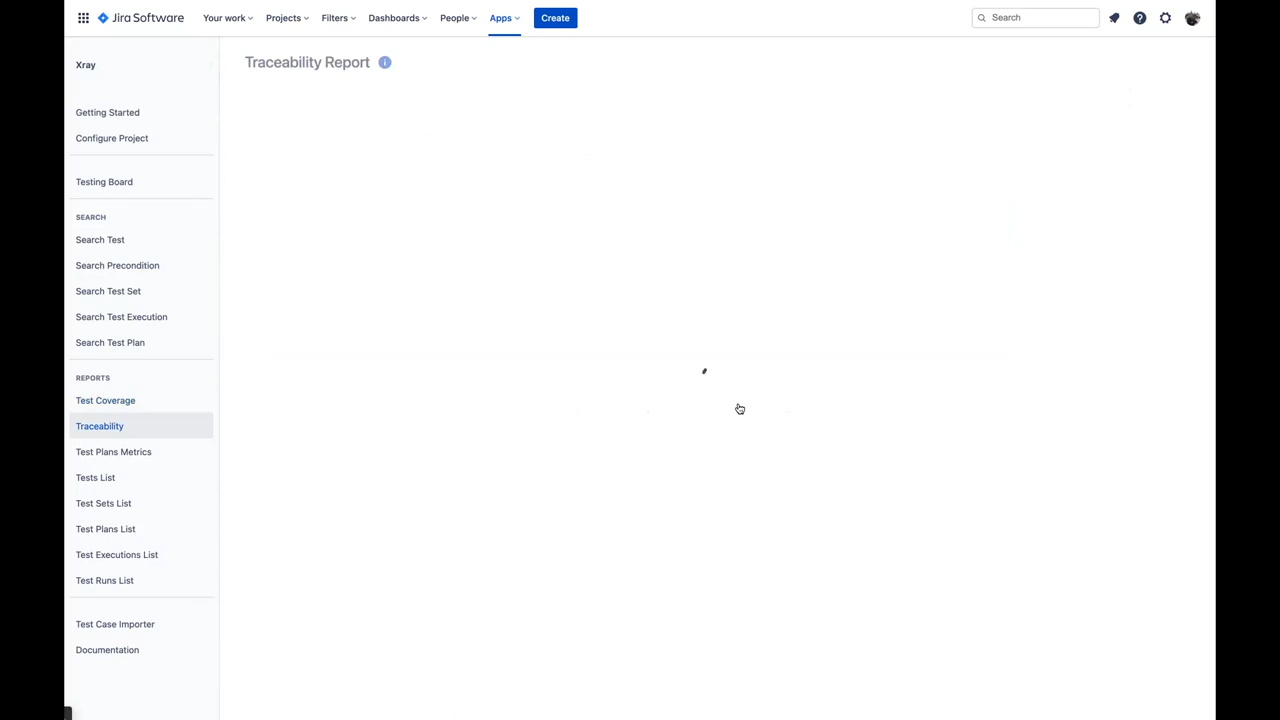 Jira Software Your work Projects Filters Dashboards People Apps Create Search
Xray
Traceability Report
Getting Started
Configure Project
Testing Board
SEARCH
Search Test
Search Precondition
Search Test Set
Search Test Execution
Search Test Plan
REPORTS
Test Coverage
Traceability
Test Plans Metrics
Tests List
Test Sets List
Test Plans List
Test Executions List
Test Runs List
Test Case Importer
Documentation